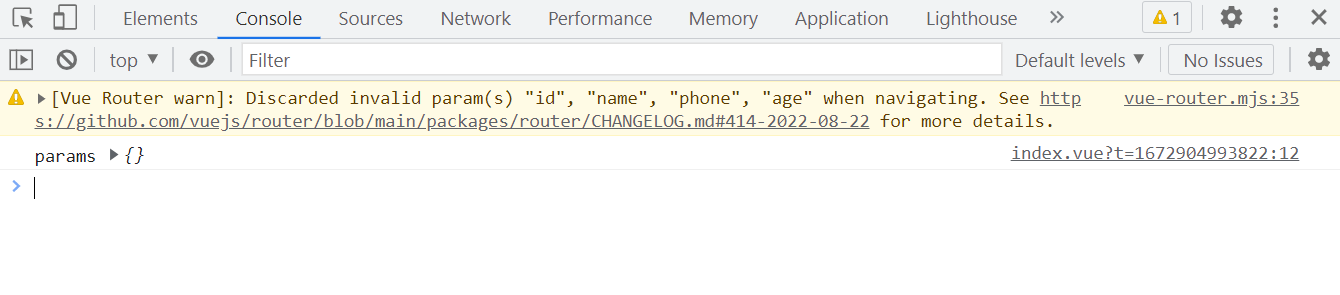 Elements Console Sources Network Performance Memory Application Lighthouse 1
top Filter Default levels No Issues
[Vue Router warn]: Discarded invalid param(s) "id", "name", "phone", "age" when navigating. See http vue-router.mjs:35
s://github.com/vuejs/router/blob/main/packages/router/CHANGELOG.md#414-2022-08-22 for more details.
params {} index.vue?t=1672904993822:12